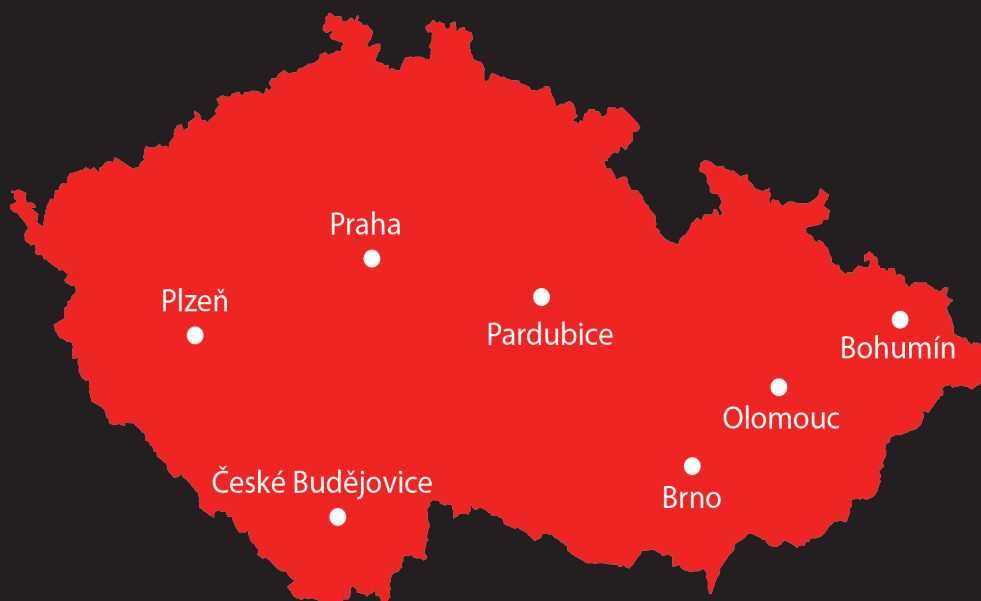 Praha
Plzeň
Pardubice
Bohumín
Olomouc
České Budějovice
Brno